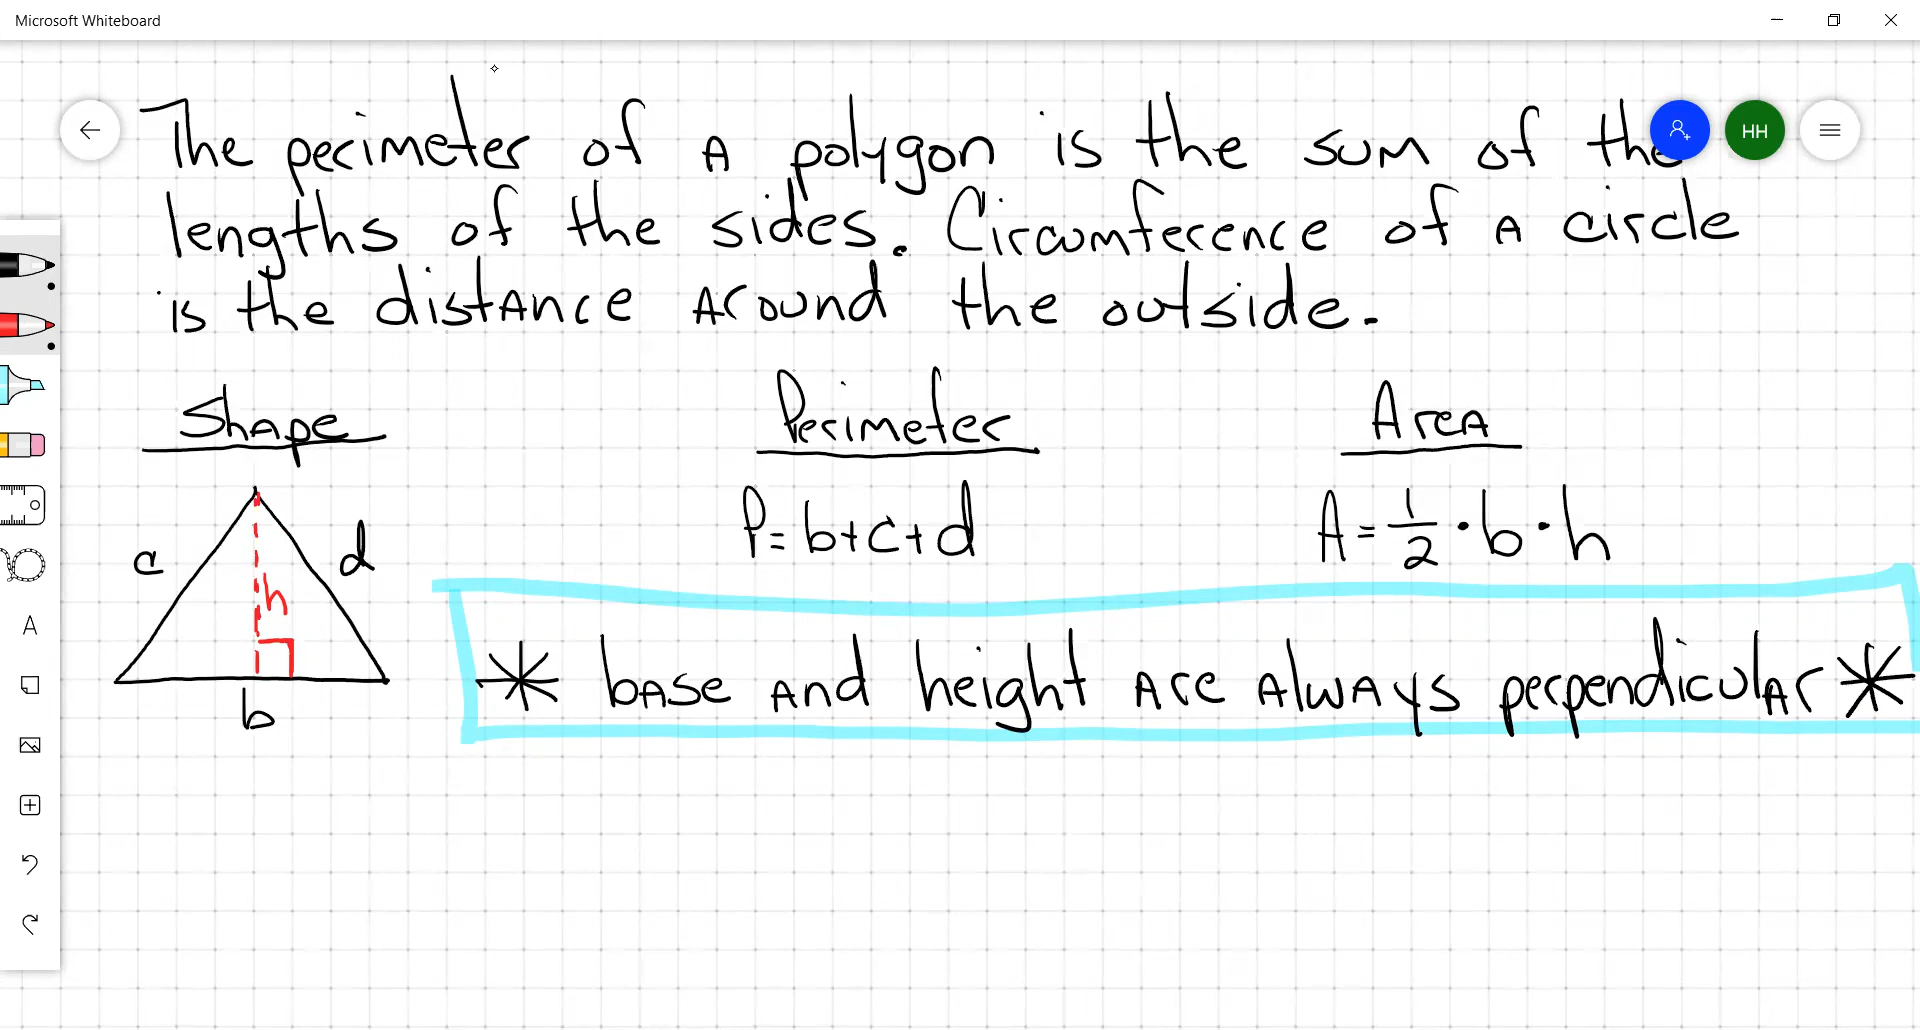 Microsoft Whiteboard
The perimeter of A polygon is the sum of the
HH
lengths of the sides. Circumference of A circle
is the distance Around the outside.
Shape Perimeter Area
c d h b
P = b + c + d
A = 1/2 · b · h
* base and height are always perpendicular *
A